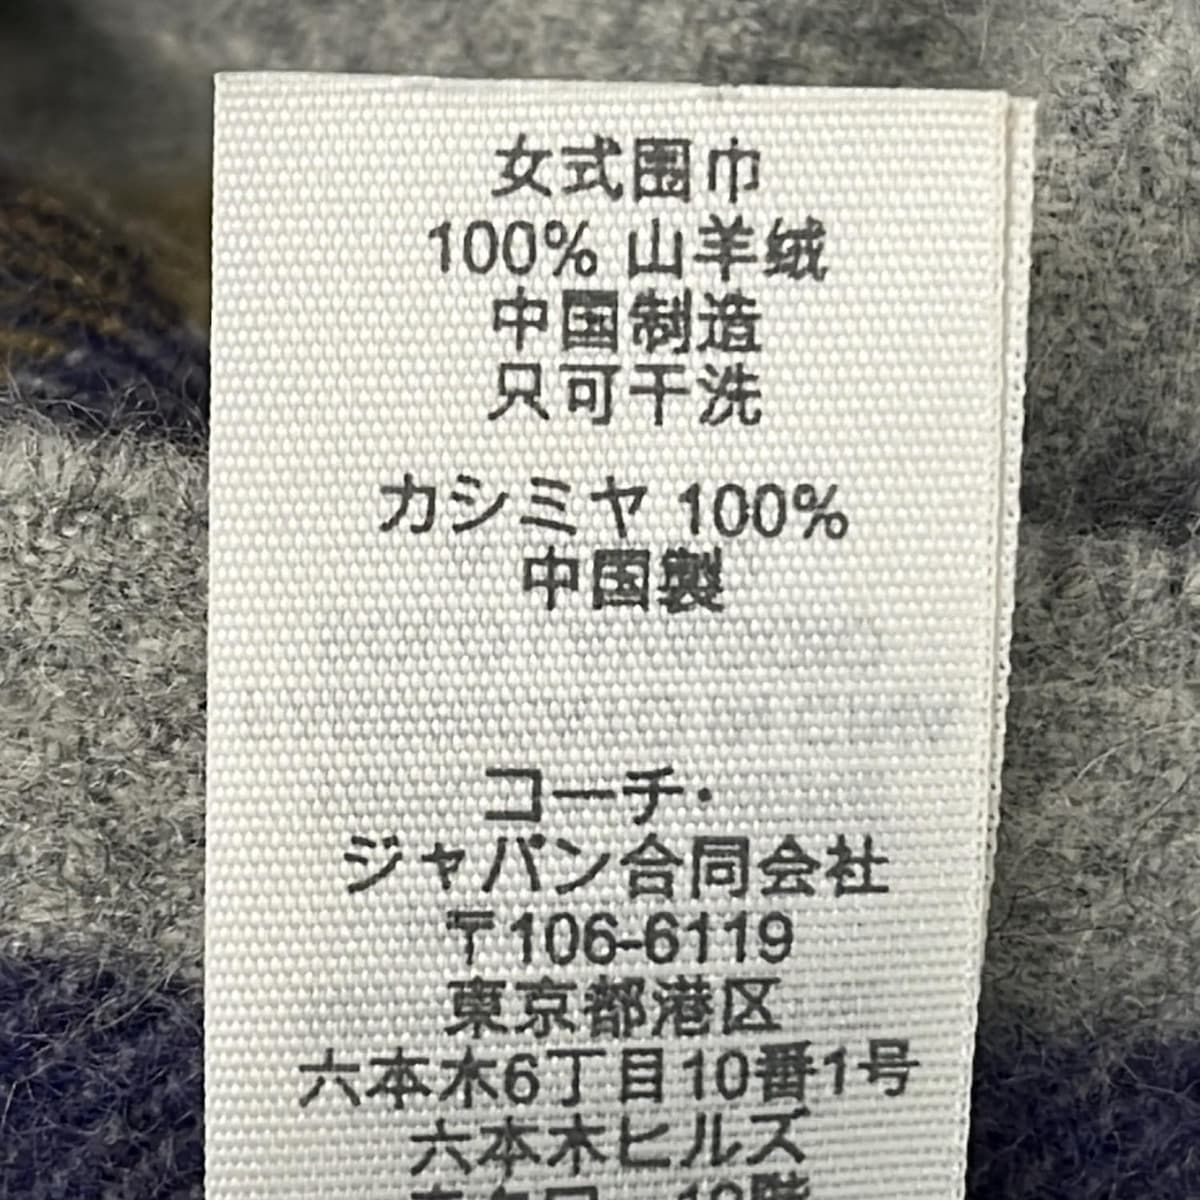 女式围巾
100% 山羊绒
中国制造
只可干洗
カシミヤ 100%
中国製
コーチ・
ジャパン合同会社
〒106-6119
東京都港区
六本木6丁目10番1号
六本木ヒルズ